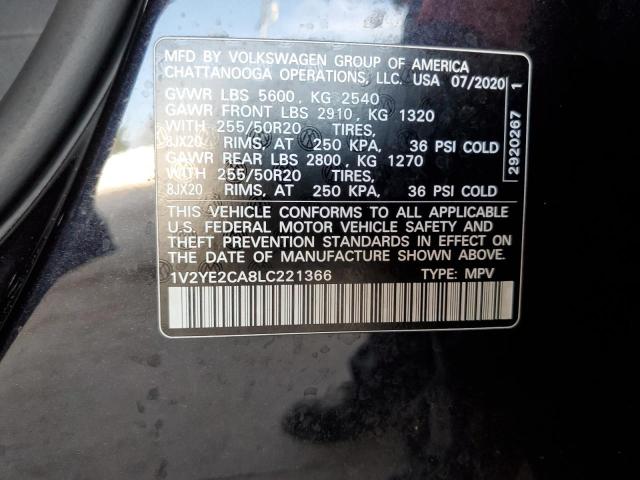 MFD BY VOLKSWAGEN GROUP OF AMERICA
CHATTANOOGA OPERATIONS, LLC. USA 07/2020
GVWR LBS 5600, KG 2540
GAWR FRONT LBS 2910, KG 1320
WITH 255/50R20 TIRES,
8JX20 RIMS, AT 250 KPA, 36 PSI COLD
GAWR REAR LBS 2800, KG 1270
WITH 255/50R20 TIRES,
8JX20 RIMS, AT 250 KPA, 36 PSI COLD
THIS VEHICLE CONFORMS TO ALL APPLICABLE
U.S. FEDERAL MOTOR VEHICLE SAFETY AND
THEFT PREVENTION STANDARDS IN EFFECT ON
THE DATE OF MANUFACTURE SHOWN ABOVE.
1V2YE2CA8LC221366 TYPE: MPV
2920267 1